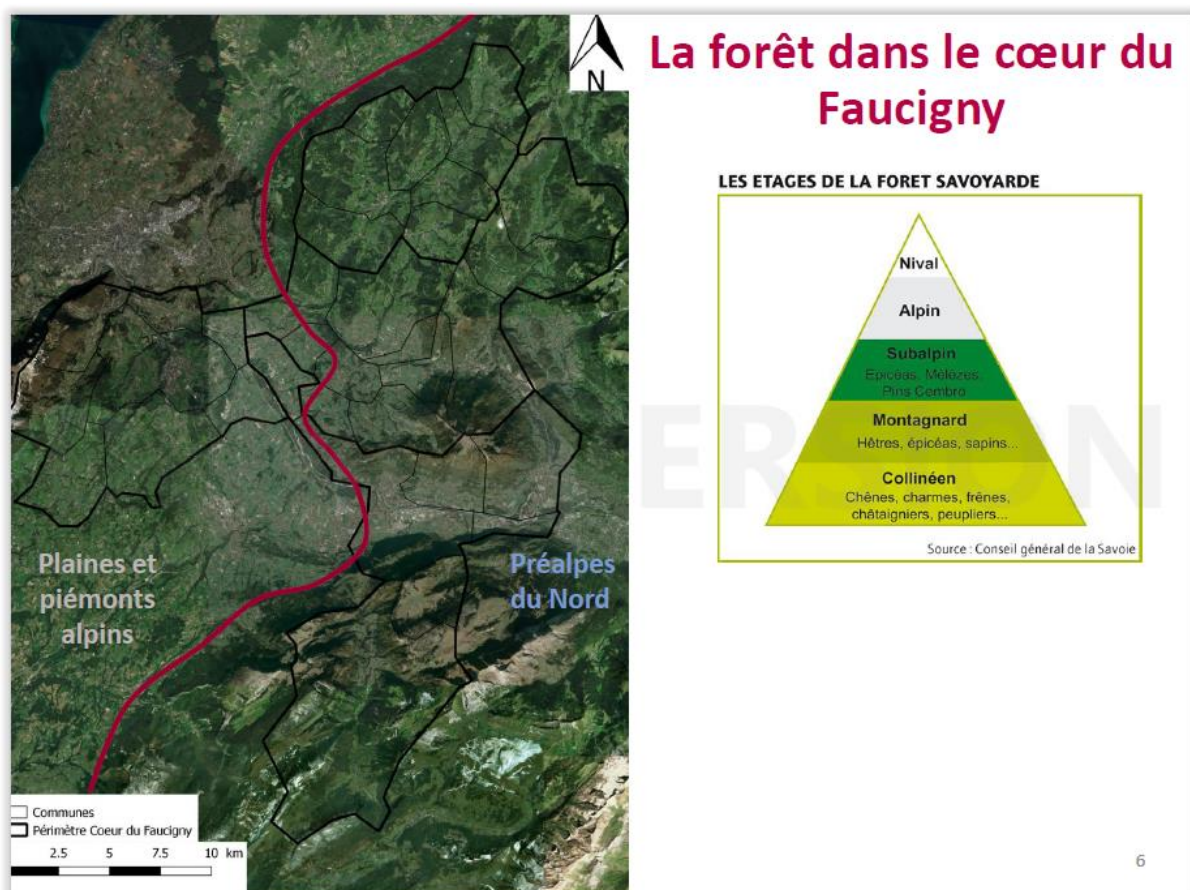 La forêt dans le cœur du
Faucigny
N
LES ETAGES DE LA FORET SAVOYARDE
Nival
Alpin
Subalpin
Epicéas, Mélèzes,
Pins Cembro
Montagnard
Hêtres, épicéas, sapins...
Collinéen
Chênes, charmes, frênes,
châtaigniers, peupliers...
Source : Conseil général de la Savoie
Plaines et
piémonts
alpins
Préalpes
du Nord
Communes
Périmètre Coeur du Faucigny
2.5 5 7.5 10 km
6